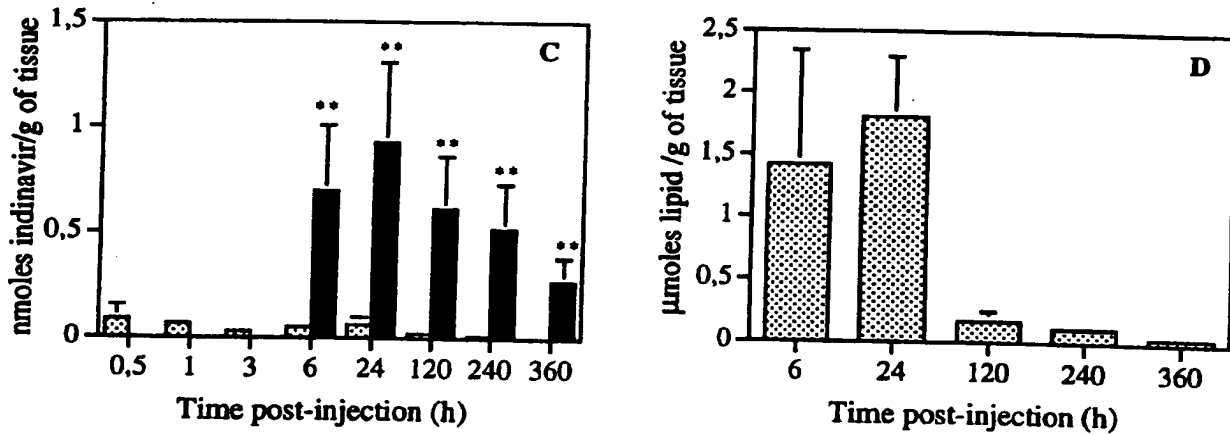 C
nmoles indinavir/g of tissue
1,5
1
0,5
0
**
**
**
**
**
0,5 1 3 6 24 120 240 360
Time post-injection (h)
D
µmoles lipid /g of tissue
2,5
2
1,5
1
0,5
0
6 24 120 240 360
Time post-injection (h)